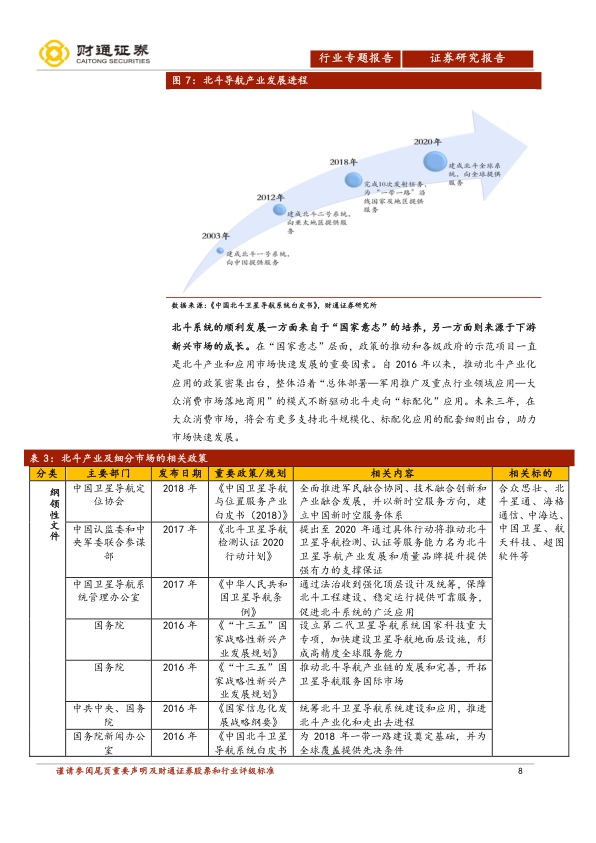 财通证券
CAITONG SECURITIES
行业专题报告 证券研究报告
图 7：北斗导航产业发展进程
2020年
建成北斗全球系
统，向全球提供
服务
2018年
完成10次发射任务，
为“一带一路”沿
线国家及地区提供
服务
2012年
建成北斗二号系统，
向亚太地区提供服
务
2003年
建成北斗一号系统，
向中国提供服务
数据来源：《中国北斗卫星导航系统白皮书》，财通证券研究所
北斗系统的顺利发展一方面来自于“国家意志”的培养，另一方面则来源于下游
新兴市场的成长。在“国家意志”层面，政策的推动和各级政府的示范项目一直
是北斗产业和应用市场快速发展的重要因素。自 2016 年以来，推动北斗产业化
应用的政策密集出台，整体沿着“总体部署—军用推广及重点行业领域应用—大
众消费市场落地商用”的模式不断驱动北斗走向“标配化”应用。未来三年，在
大众消费市场，将会有更多支持北斗规模化、标配化应用的配套细则出台，助力
市场快速发展。
表 3：北斗产业及细分市场的相关政策
分类 主要部门 发布日期 重要政策/规划 相关内容 相关标的
纲领性文件
中国卫星导航定 2018 年 《中国卫星导航 全面推进军民融合协同、技术融合创新和 合众思壮、北
位协会 与位置服务产业 产业融合发展，并以新时空服务方向，建 斗星通、海格
白皮书（2018）》 立中国新时空服务体系 通信、中海达、
中国认监委和中 2017 年 《北斗卫星导航 提出至 2020 年通过具体行动将推动北斗 中国卫星、航
央军委联合参谋 检测认证 2020 卫星导航检测、认证等服务能力名为北斗 天科技、超图
部 行动计划》 卫星导航产业发展和质量品牌提升提供 软件等
强有力的支撑保证
中国卫星导航系 2017 年 《中华人民共和 通过法治收到强化顶层设计及统筹，保障
统管理办公室 国卫星导航条 北斗工程建设、稳定运行提供可靠服务，
例》 促进北斗系统的广泛应用
国务院 2016 年 《“十三五”国 设立第二代卫星导航系统国家科技重大
家战略性新兴产 专项，加快建设卫星导航地面层设施，形
业发展规划》 成高精度全球服务能力
国务院 2016 年 《“十三五”国 推动北斗导航产业链的发展和完善，开拓
家战略性新兴产 卫星导航服务国际市场
业发展规划》
中共中央、国务 2016 年 《国家信息化发 统筹北斗卫星导航系统建设和应用，推进
院 展战略纲要》 北斗产业化和走出去进程
国务院新闻办公 2016 年 《中国北斗卫星 为 2018 年一带一路建设奠定基础，并为
室 导航系统白皮书 全球覆盖提供先决条件
谨请参阅尾页重要声明及财通证券股票和行业评级标准 8